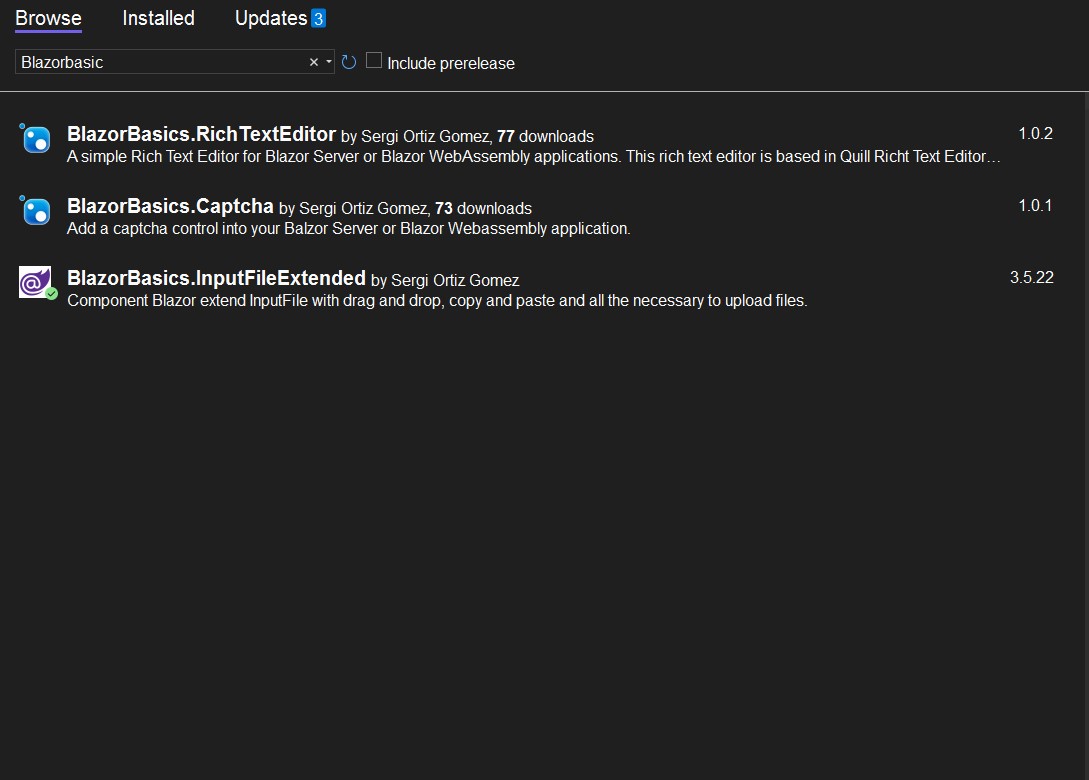 Browse Installed Updates 3
Blazorbasic Include prerelease
BlazorBasics.RichTextEditor by Sergi Ortiz Gomez, 77 downloads 1.0.2
A simple Rich Text Editor for Blazor Server or Blazor WebAssembly applications. This rich text editor is based in Quill Richt Text Editor...
BlazorBasics.Captcha by Sergi Ortiz Gomez, 73 downloads 1.0.1
Add a captcha control into your Balzor Server or Blazor Webassembly application.
BlazorBasics.InputFileExtended by Sergi Ortiz Gomez 3.5.22
Component Blazor extend InputFile with drag and drop, copy and paste and all the necessary to upload files.